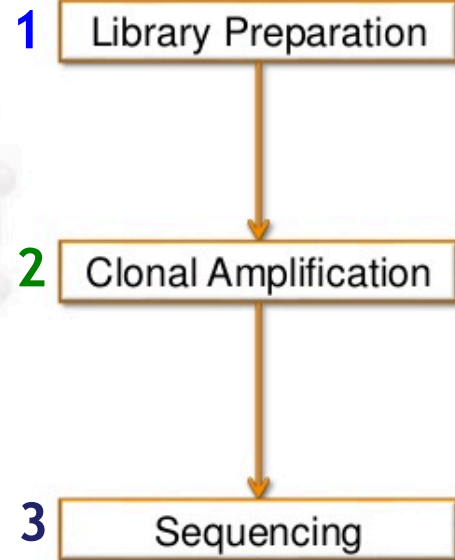 1 Library Preparation
2 Clonal Amplification
3 Sequencing